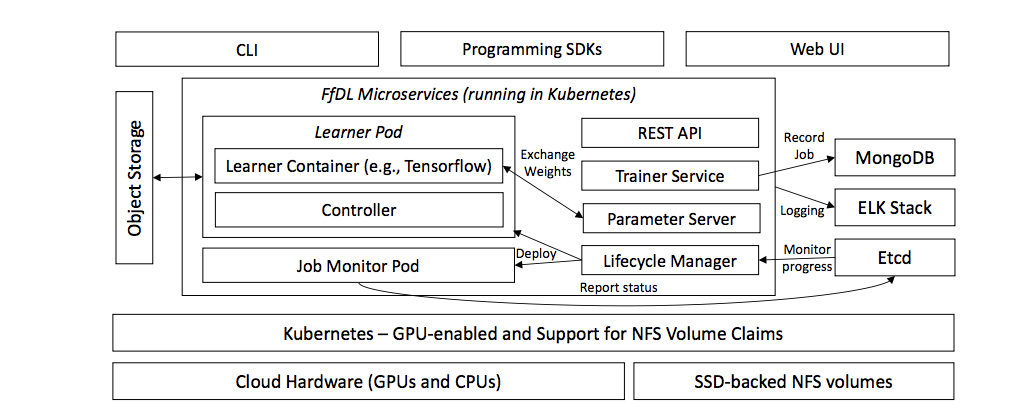 CLI
Programming SDKs
Web UI
FfDL Microservices (running in Kubernetes)
Object Storage
Learner Pod
Learner Container (e.g., Tensorflow)
Controller
Job Monitor Pod
Exchange
Weights
Deploy
REST API
Trainer Service
Parameter Server
Lifecycle Manager
Report status
Record
Job
Logging
Monitor
progress
MongoDB
ELK Stack
Etcd
Kubernetes – GPU-enabled and Support for NFS Volume Claims
Cloud Hardware (GPUs and CPUs)
SSD-backed NFS volumes